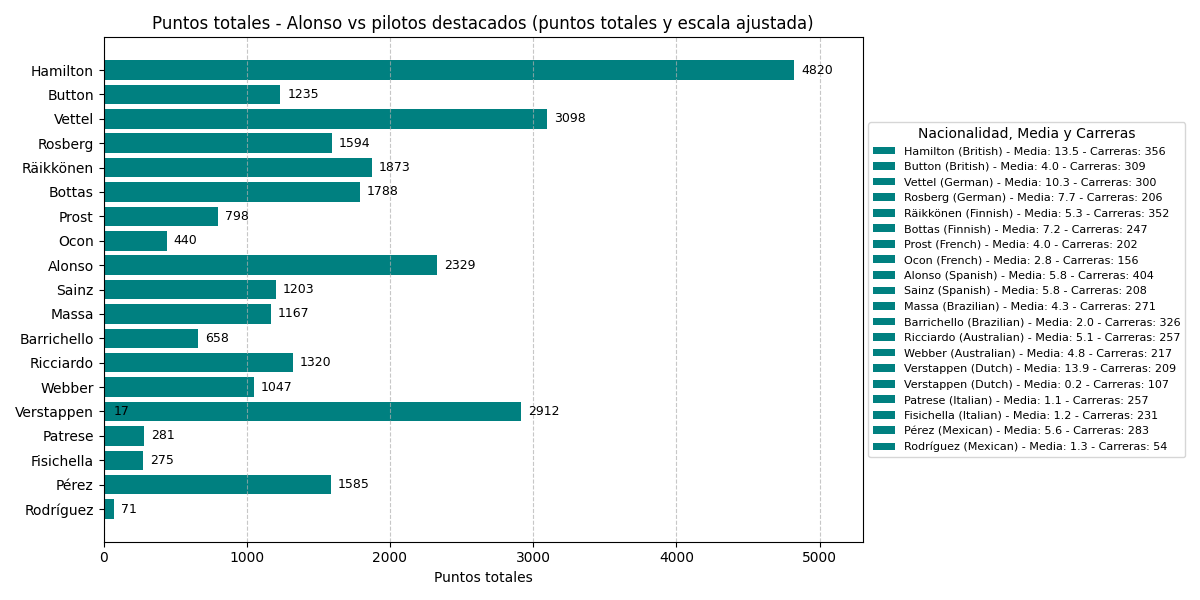 Puntos totales - Alonso vs pilotos destacados (puntos totales y escala ajustada)
Hamilton 4820
Button 1235
Vettel 3098
Rosberg 1594
Räikkönen 1873
Bottas 1788
Prost 798
Ocon 440
Alonso 2329
Sainz 1203
Massa 1167
Barrichello 658
Ricciardo 1320
Webber 1047
Verstappen 17 2912
Patrese 281
Fisichella 275
Pérez 1585
Rodríguez 71
0 1000 2000 3000 4000 5000
Puntos totales
Nacionalidad, Media y Carreras
Hamilton (British) - Media: 13.5 - Carreras: 356
Button (British) - Media: 4.0 - Carreras: 309
Vettel (German) - Media: 10.3 - Carreras: 300
Rosberg (German) - Media: 7.7 - Carreras: 206
Räikkönen (Finnish) - Media: 5.3 - Carreras: 352
Bottas (Finnish) - Media: 7.2 - Carreras: 247
Prost (French) - Media: 4.0 - Carreras: 202
Ocon (French) - Media: 2.8 - Carreras: 156
Alonso (Spanish) - Media: 5.8 - Carreras: 404
Sainz (Spanish) - Media: 5.8 - Carreras: 208
Massa (Brazilian) - Media: 4.3 - Carreras: 271
Barrichello (Brazilian) - Media: 2.0 - Carreras: 326
Ricciardo (Australian) - Media: 5.1 - Carreras: 257
Webber (Australian) - Media: 4.8 - Carreras: 217
Verstappen (Dutch) - Media: 13.9 - Carreras: 209
Verstappen (Dutch) - Media: 0.2 - Carreras: 107
Patrese (Italian) - Media: 1.1 - Carreras: 257
Fisichella (Italian) - Media: 1.2 - Carreras: 231
Pérez (Mexican) - Media: 5.6 - Carreras: 283
Rodríguez (Mexican) - Media: 1.3 - Carreras: 54